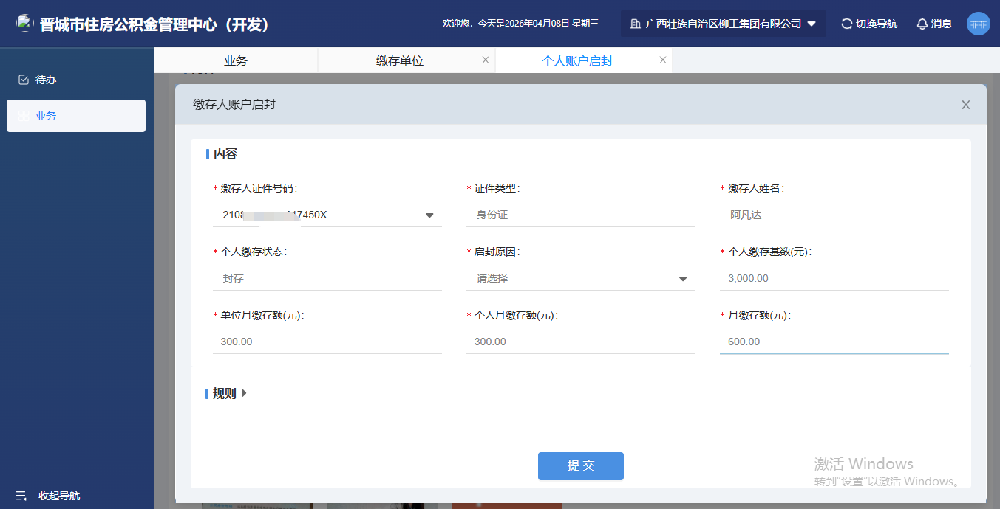 晋城市住房公积金管理中心（开发）
欢迎您，今天是2026年04月08日 星期三
广西壮族自治区柳工集团有限公司
切换导航
消息
菲菲
业务
缴存单位
个人账户启封
待办
业务
缴存人账户启封
内容
* 缴存人证件号码:
* 证件类型:
* 缴存人姓名:
2108 17450X
身份证
阿凡达
* 个人缴存状态:
* 启封原因:
* 个人缴存基数(元):
封存
请选择
3,000.00
* 单位月缴存额(元):
* 个人月缴存额(元):
* 月缴存额(元):
300.00
300.00
600.00
规则
提 交
激活 Windows
转到“设置”以激活 Windows。
收起导航